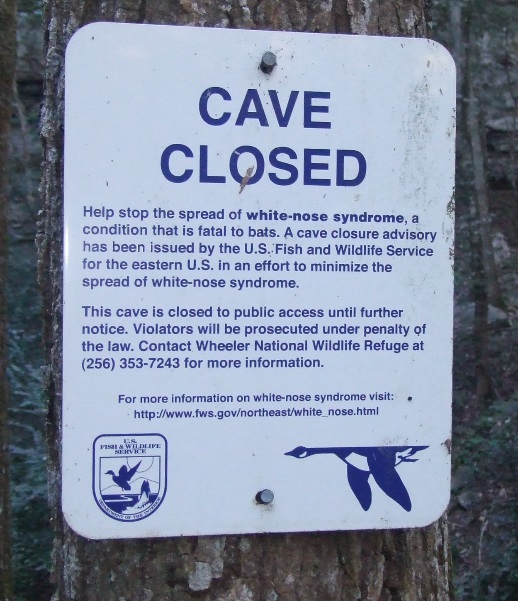 CAVE
CLOSED
Help stop the spread of white-nose syndrome, a
condition that is fatal to bats. A cave closure advisory
has been issued by the U.S. Fish and Wildlife Service
for the eastern U.S. in an effort to minimize the
spread of white-nose syndrome.
This cave is closed to public access until further
notice. Violators will be prosecuted under penalty of
the law. Contact Wheeler National Wildlife Refuge at
(256) 353-7243 for more information.
For more information on white-nose syndrome visit:
http://www.fws.gov/northeast/white_nose.html
U.S.
FISH & WILDLIFE
SERVICE
DEPARTMENT OF THE INTERIOR